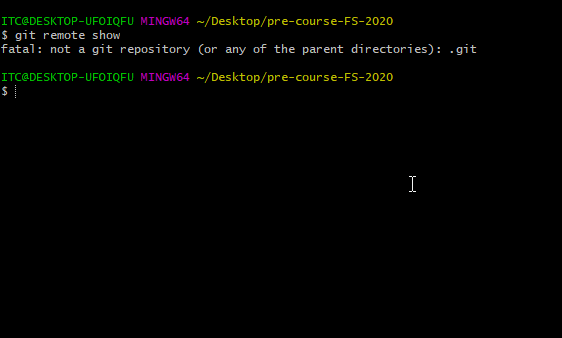 ITC@DESKTOP-UFOIQFU MINGW64 ~/Desktop/pre-course-FS-2020
$ git remote show
fatal: not a git repository (or any of the parent directories): .git
ITC@DESKTOP-UFOIQFU MINGW64 ~/Desktop/pre-course-FS-2020
$